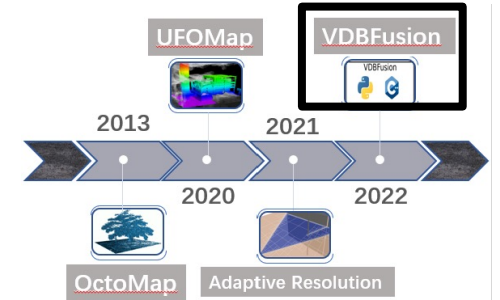 UFOMap
VDBFusion
VDBFusion
2013
2021
2020
2022
OctoMap
Adaptive Resolution